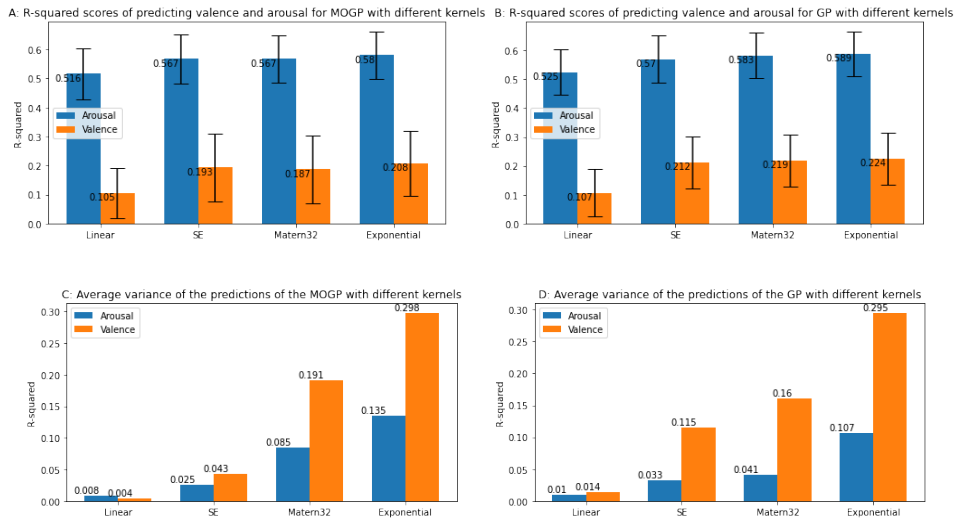 A: R-squared scores of predicting valence and arousal for MOGP with different kernels
R-squared
0.6
0.5
0.4
0.3
0.2
0.1
0.0
Arousal
Valence
0.516
0.105
0.567
0.193
0.567
0.187
0.58
0.208
Linear
SE
Matern32
Exponential
B: R-squared scores of predicting valence and arousal for GP with different kernels
R-squared
0.6
0.5
0.4
0.3
0.2
0.1
0.0
Arousal
Valence
0.525
0.107
0.57
0.212
0.583
0.219
0.589
0.224
Linear
SE
Matern32
Exponential
C: Average variance of the predictions of the MOGP with different kernels
R-squared
0.30
0.25
0.20
0.15
0.10
0.05
0.00
Arousal
Valence
0.008
0.004
0.025
0.043
0.085
0.191
0.135
0.298
Linear
SE
Matern32
Exponential
D: Average variance of the predictions of the GP with different kernels
R-squared
0.30
0.25
0.20
0.15
0.10
0.05
0.00
Arousal
Valence
0.01
0.014
0.033
0.115
0.041
0.16
0.107
0.295
Linear
SE
Matern32
Exponential